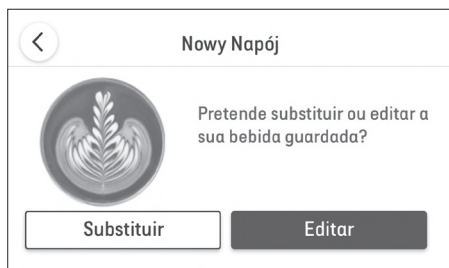 Nowy Napój
Pretende substituir ou editar a
sua bebida guardada?
Substituir
Editar